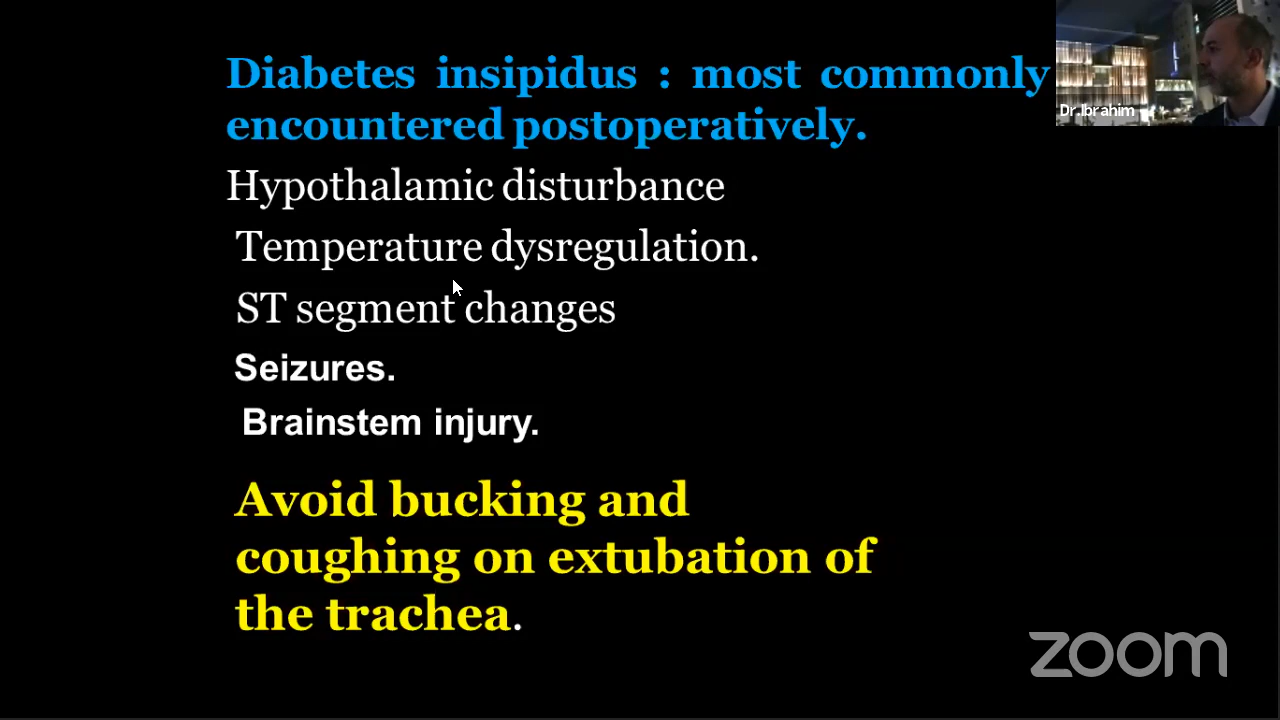 Diabetes insipidus : most commonly
encountered postoperatively.
Hypothalamic disturbance
Temperature dysregulation.
ST segment changes
Seizures.
Brainstem injury.
Avoid bucking and
coughing on extubation of
the trachea.
Dr.Ibrahim
zoom